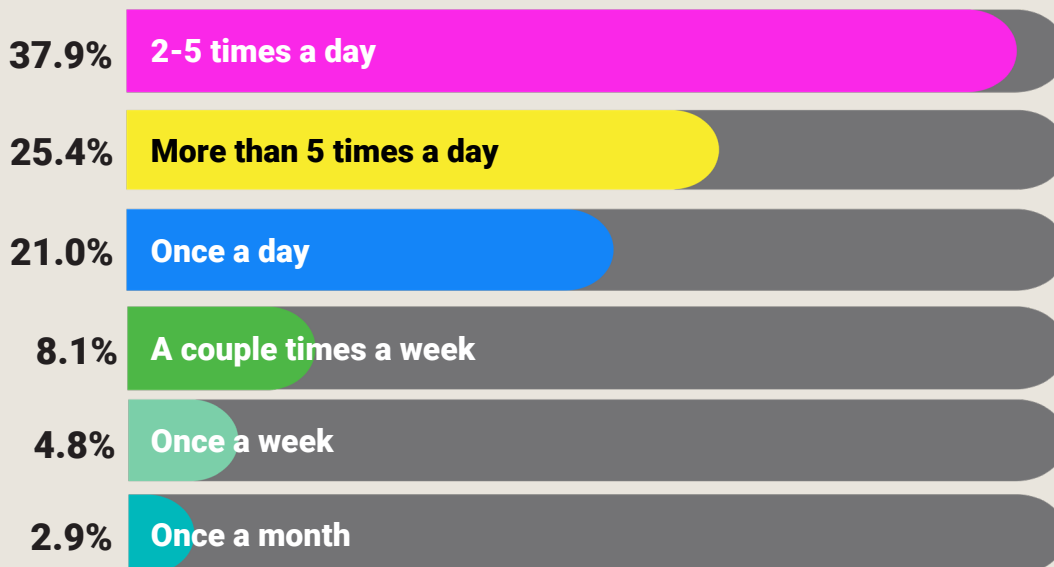 37.9% 2-5 times a day
25.4% More than 5 times a day
21.0% Once a day
8.1% A couple times a week
4.8% Once a week
2.9% Once a month